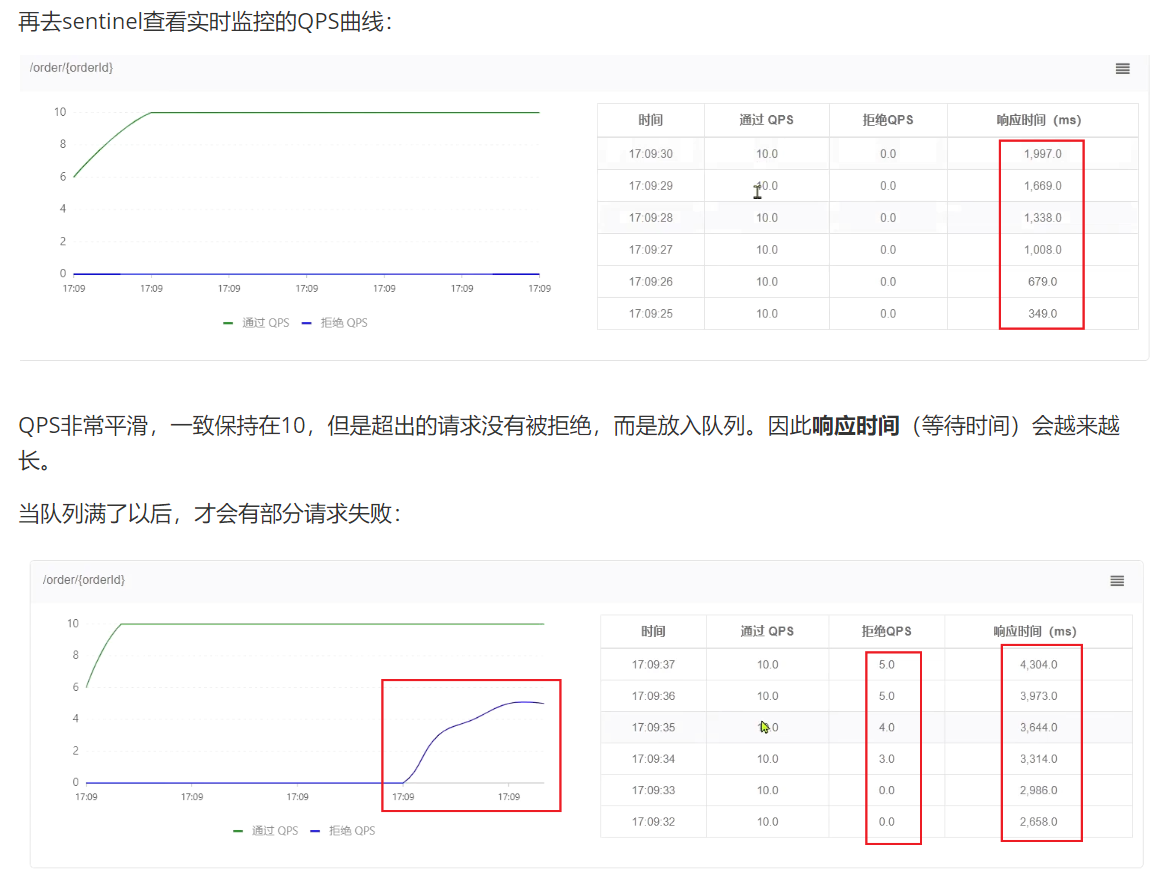 再去sentinel查看实时监控的QPS曲线：
/order/{orderId}
10
8
6
4
2
0
17:09 17:09 17:09 17:09 17:09 17:09 17:09
通过 QPS 拒绝 QPS
时间 通过 QPS 拒绝QPS 响应时间（ms）
17:09:30 10.0 0.0 1,997.0
17:09:29 10.0 0.0 1,669.0
17:09:28 10.0 0.0 1,338.0
17:09:27 10.0 0.0 1,008.0
17:09:26 10.0 0.0 679.0
17:09:25 10.0 0.0 349.0
QPS非常平滑，一致保持在10，但是超出的请求没有被拒绝，而是放入队列。因此响应时间（等待时间）会越来越
长。
当队列满了以后，才会有部分请求失败：
/order/{orderId}
10
8
6
4
2
0
17:09 17:09 17:09 17:09 17:09
通过 QPS 拒绝 QPS
时间 通过 QPS 拒绝QPS 响应时间（ms）
17:09:37 10.0 5.0 4,304.0
17:09:36 10.0 5.0 3,973.0
17:09:35 4.0 3,644.0
17:09:34 10.0 3.0 3,314.0
17:09:33 10.0 0.0 2,986.0
17:09:32 10.0 0.0 2,658.0